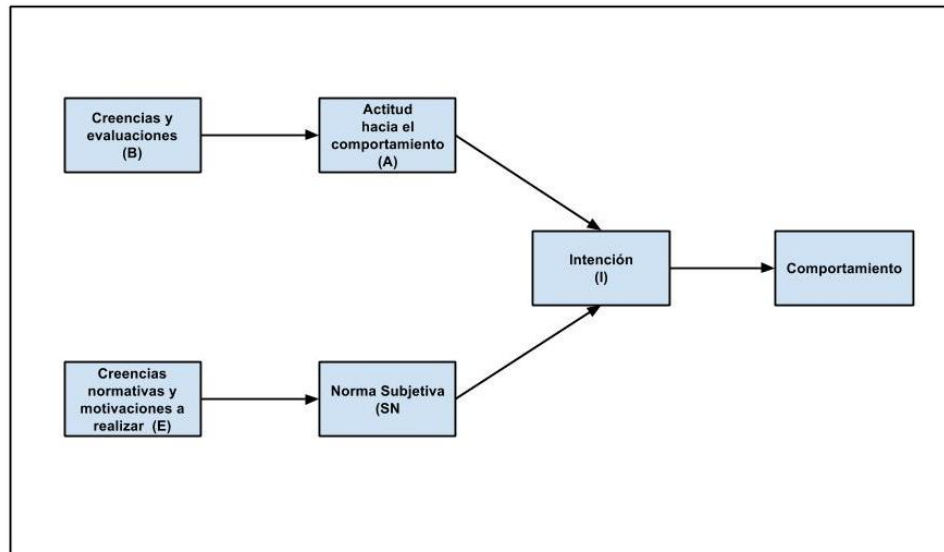 Creencias y
evaluaciones
(B)
Actitud
hacia el
comportamiento
(A)
Intención
(I)
Comportamiento
Creencias
normativas y
motivaciones a
realizar (E)
Norma Subjetiva
(SN